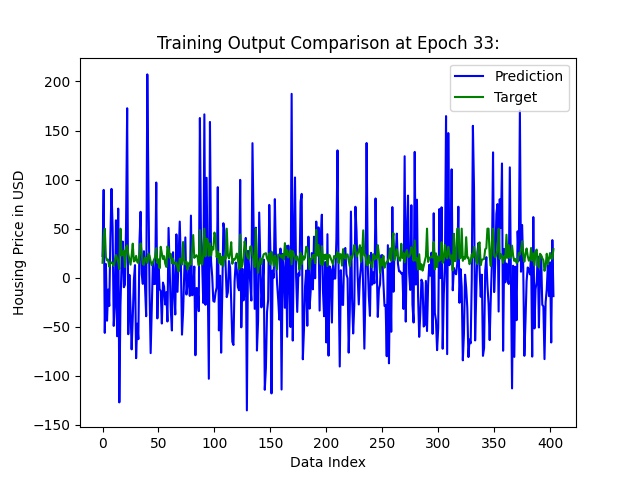 Training Output Comparison at Epoch 33:
Prediction
Target
Housing Price in USD
200
150
100
50
0
−50
−100
−150
0 50 100 150 200 250 300 350 400
Data Index